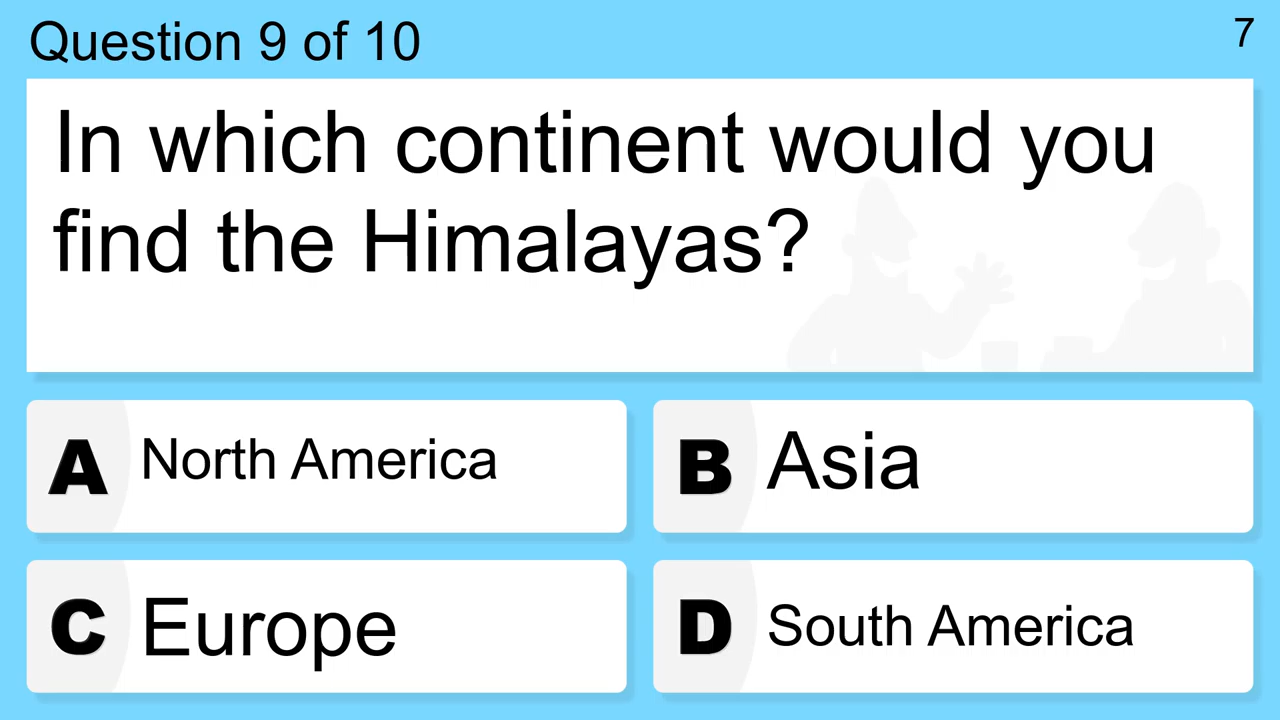 Question 9 of 10
7
In which continent would you
find the Himalayas?
A North America
B Asia
C Europe
D South America